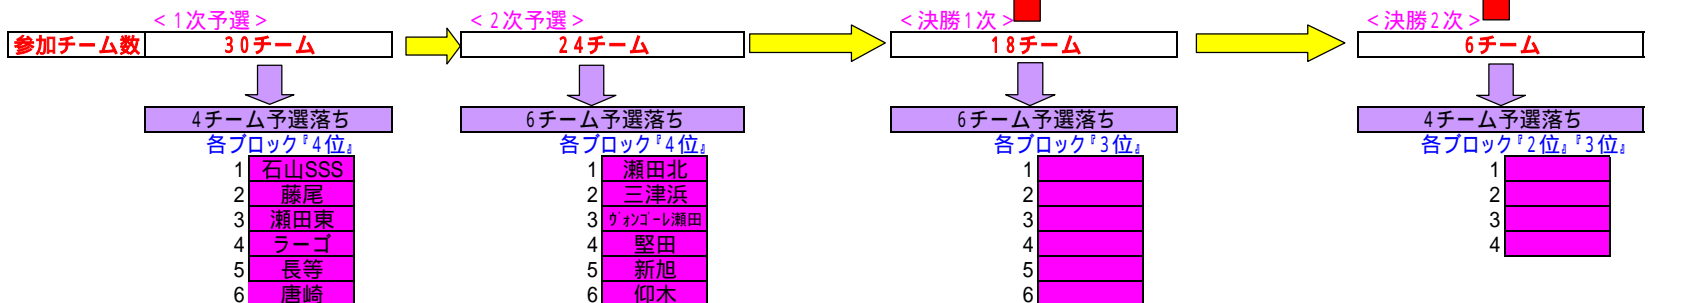 <1次予選> <2次予選> <決勝1次> <決勝2次>
参加チーム数 30チーム 24チーム 18チーム 6チーム
4チーム予選落ち 6チーム予選落ち 6チーム予選落ち 4チーム予選落ち
各ブロック『4位』 各ブロック『4位』 各ブロック『3位』 各ブロック『2位』『3位』
1 石山SSS 1 瀬田北 1 1
2 藤尾 2 三津浜 2 2
3 瀬田東 3 ヴォンゴーレ瀬田 3 3
4 ラーゴ 4 堅田 4 4
5 長等 5 新旭 5
6 唐崎 6 仰木 6